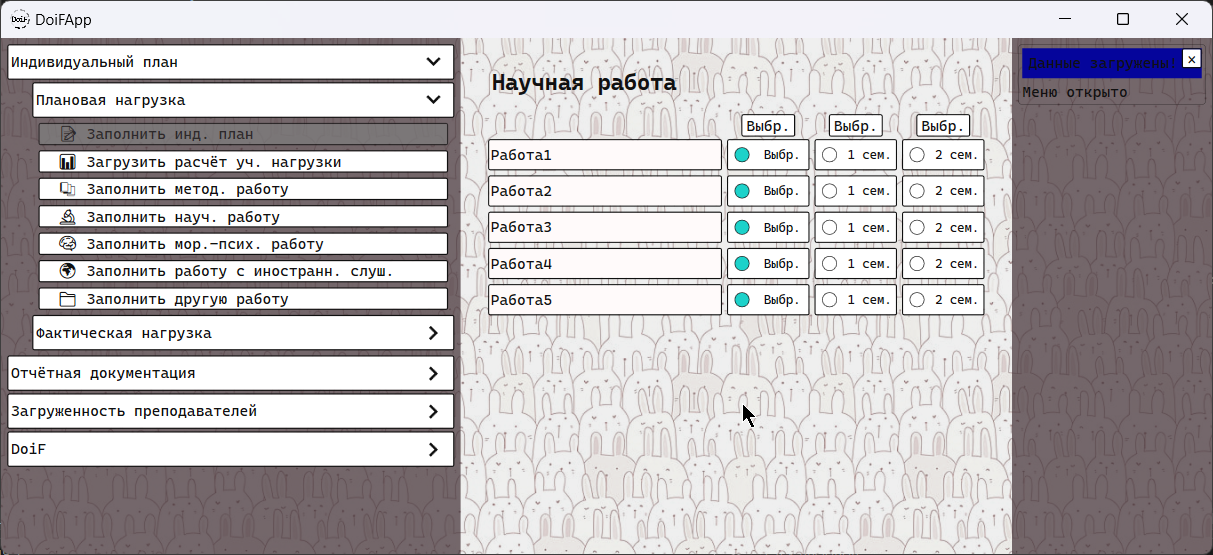 DoiFApp
Индивидуальный план
Плановая нагрузка
Заполнить инд. план
Загрузить расчёт уч. нагрузки
Заполнить метод. работу
Заполнить науч. работу
Заполнить мор.-псих. работу
Заполнить работу с иностранн. слуш.
Заполнить другую работу
Фактическая нагрузка
Отчётная документация
Загруженность преподавателей
DoiF
Научная работа
Выбр. Выбр. Выбр.
Работа1 Выбр. 1 сем. 2 сем.
Работа2 Выбр. 1 сем. 2 сем.
Работа3 Выбр. 1 сем. 2 сем.
Работа4 Выбр. 1 сем. 2 сем.
Работа5 Выбр. 1 сем. 2 сем.
Данные загружены!
Меню открыто